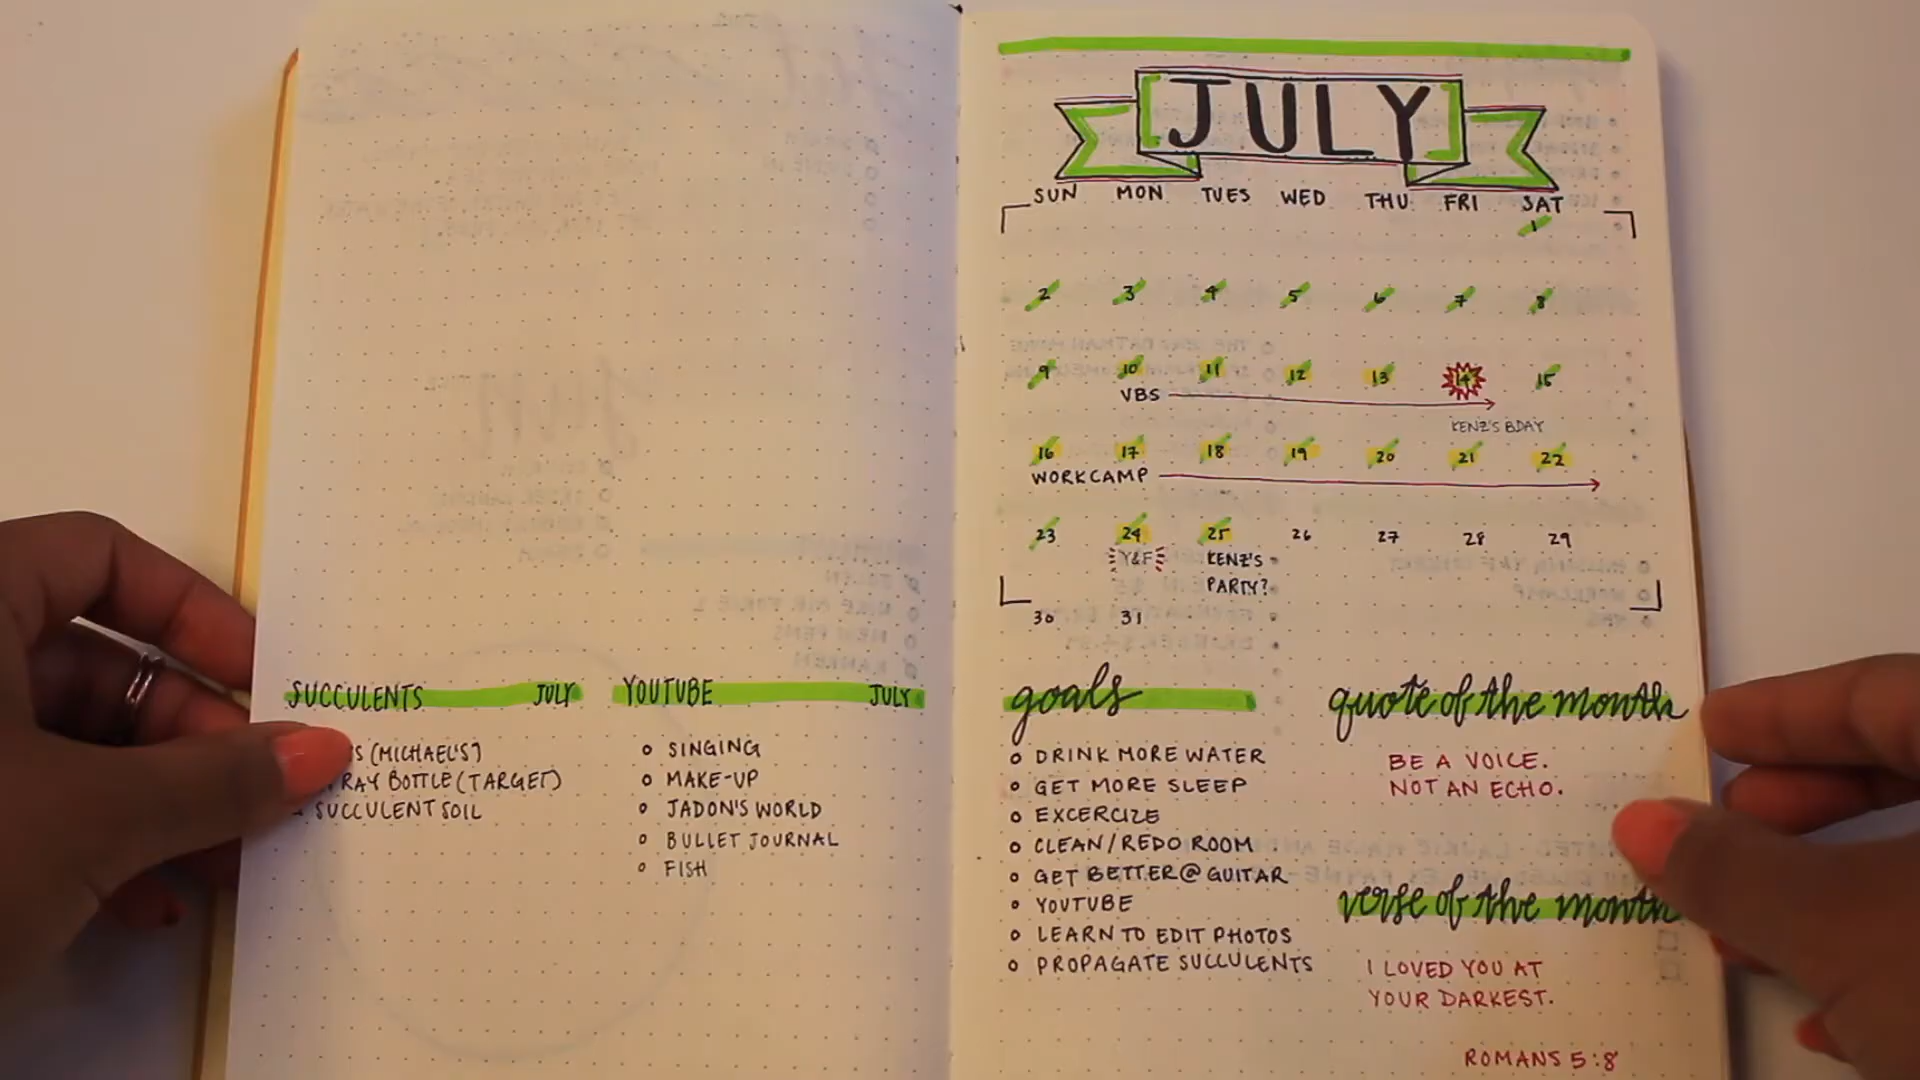 SUCCULENTS JULY
(MICHAEL'S)
BOTTLE (TARGET)
SUCCULENT SOIL
YOUTUBE JULY
SINGING
MAKE-UP
JADON'S WORLD
BULLET JOURNAL
FISH
JULY
SUN MON TUES WED THU FRI SAT
1
2 3 4 5 6 7 8
9 10 11 12 13 14 15
VBS
KENZ'S BDAY
16 17 18 19 20 21 22
WORKCAMP
23 24 25 26 27 28 29
Y&F KENZ'S
PARTY?
30 31
goals
DRINK MORE WATER
GET MORE SLEEP
EXCERCIZE
CLEAN/REDO ROOM
GET BETTER @ GUITAR
YOUTUBE
LEARN TO EDIT PHOTOS
PROPAGATE SUCCULENTS
quote of the month
BE A VOICE.
NOT AN ECHO.
verse of the month
I LOVED YOU AT
YOUR DARKEST.
ROMANS 5:8